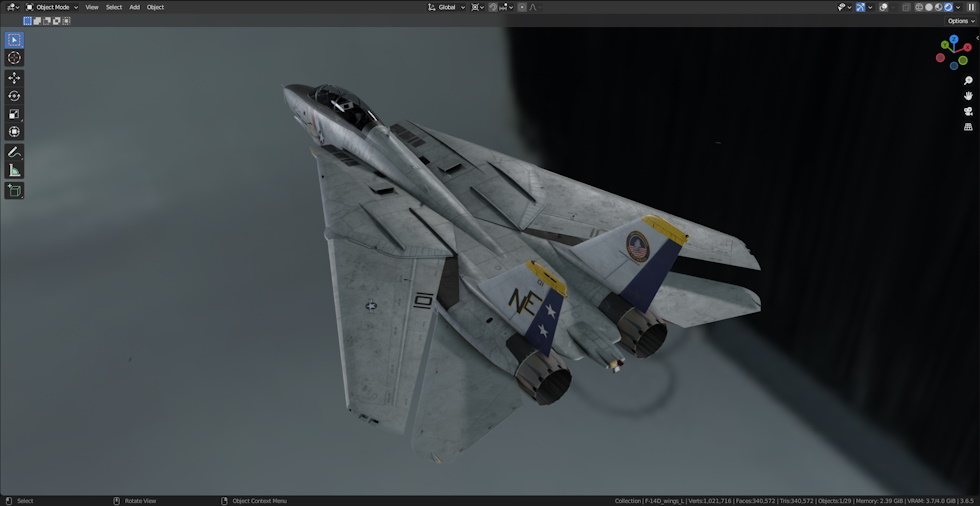 Object Mode View Select Add Object Global
Options
Z
Y X
NE
101
Select Rotate View Object Context Menu Collection | F-14D_wings_L | Verts:1,021,716 | Faces:340,572 | Tris:340,572 | Objects:1/29 | Memory: 2.39 GiB | VRAM: 3.7/4.0 GiB | 3.6.5